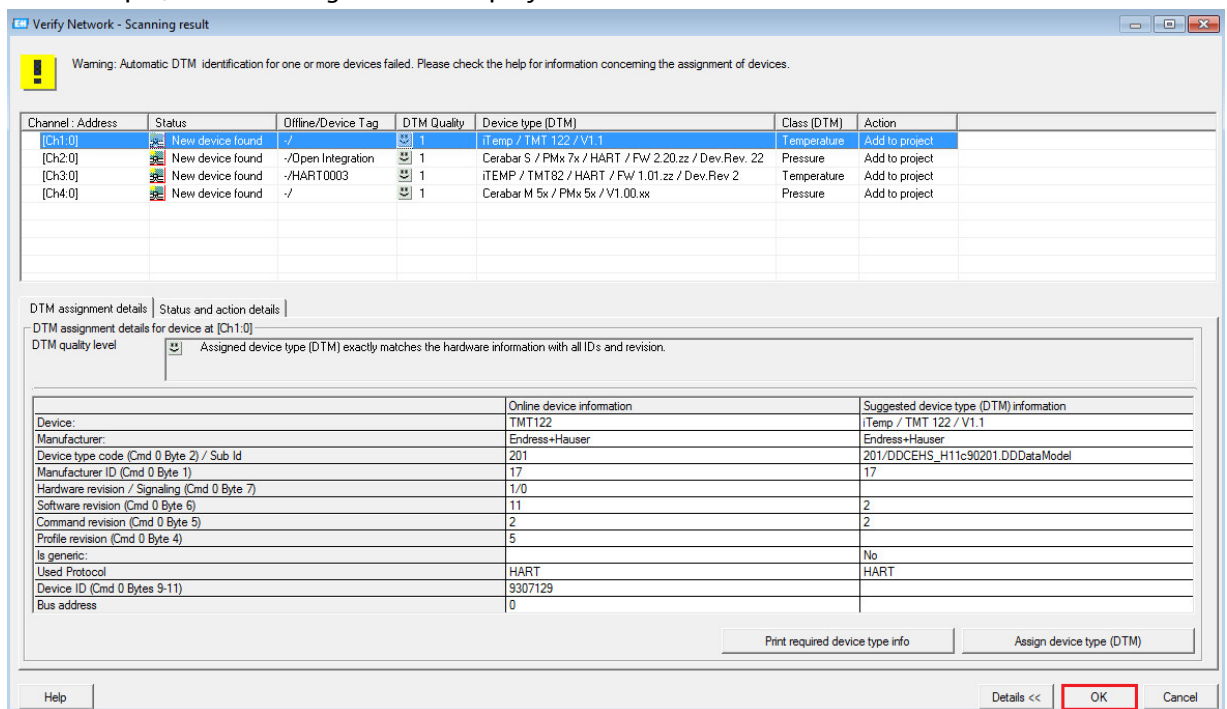 Verify Network - Scanning result
Warning: Automatic DTM identification for one or more devices failed. Please check the help for information concerning the assignment of devices.
Channel : Address Status Offline/Device Tag DTM Quality Device type (DTM) Class (DTM) Action
[Ch1:0] New device found -/ 1 iTemp / TMT 122 / V1.1 Temperature Add to project
[Ch2:0] New device found -/Open Integration 1 Cerabar S / PMx 7x / HART / FW 2.20.zz / Dev.Rev. 22 Pressure Add to project
[Ch3:0] New device found -/HART0003 1 iTEMP / TMT82 / HART / FW 1.01.zz / Dev.Rev 2 Temperature Add to project
[Ch4:0] New device found -/ 1 Cerabar M 5x / PMx 5x / V1.00.xx Pressure Add to project
DTM assignment details Status and action details
DTM assignment details for device at [Ch1:0]
DTM quality level Assigned device type (DTM) exactly matches the hardware information with all IDs and revision.
Online device information Suggested device type (DTM) information
Device: TMT122 iTemp / TMT 122 / V1.1
Manufacturer: Endress+Hauser Endress+Hauser
Device type code (Cmd 0 Byte 2) / Sub Id 201 201/DDCEHS_H11c90201.DDDataModel
Manufacturer ID (Cmd 0 Byte 1) 17 17
Hardware revision / Signaling (Cmd 0 Byte 7) 1/0
Software revision (Cmd 0 Byte 6) 11 2
Command revision (Cmd 0 Byte 5) 2 2
Profile revision (Cmd 0 Byte 4) 5
Is generic: No
Used Protocol HART HART
Device ID (Cmd 0 Bytes 9-11) 9307129
Bus address 0
Print required device type info Assign device type (DTM)
Help Details << OK Cancel